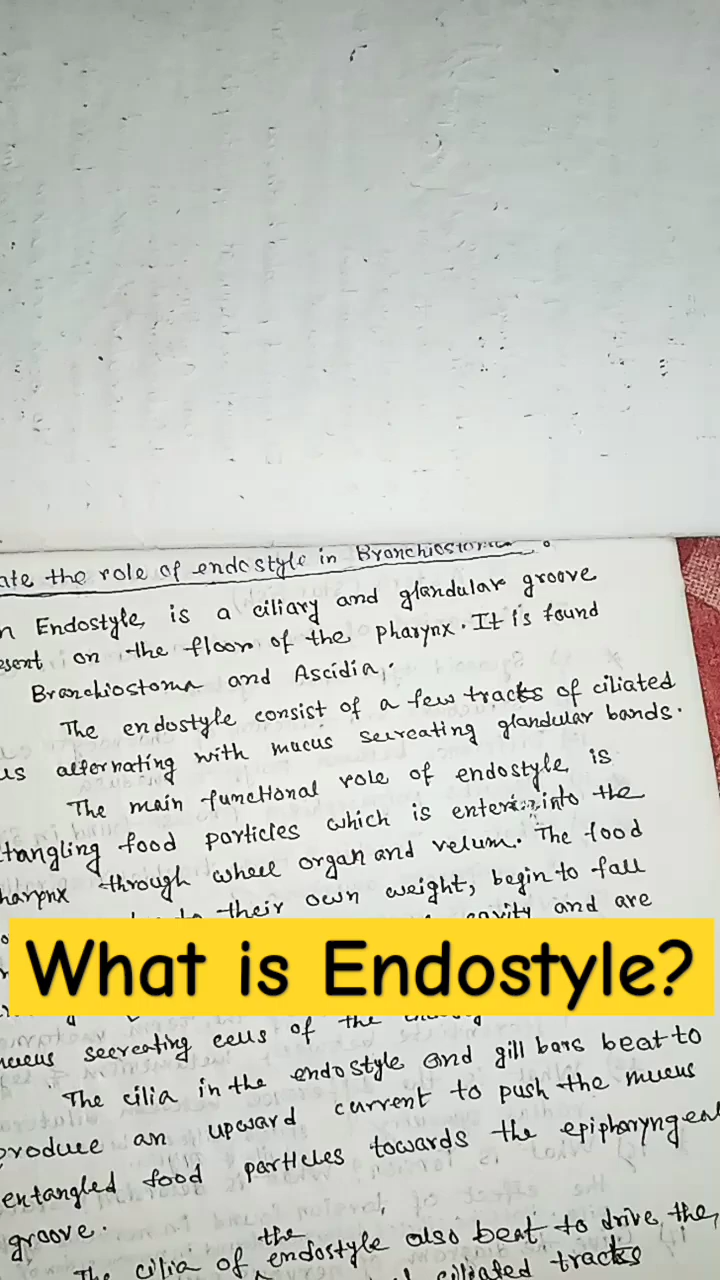 ate the role of endostyle in Branchiostoma.
n Endostyle, is a ciliary and glandular groove
esent on the floor of the pharynx. It is found
Branchiostoma and Ascidia.
The endostyle consist of a few tracks of ciliated
us alternating with mucus secreating glandular bands.
The main functional role of endostyle is
tangling food particles which is entering into the
harynx through wheel organ and velum. The food
their own weight, begin to fall
cavity and are
What is Endostyle?
mucus secreating cells of the
The cilia in the endostyle and gill bars beat to
produce an upward current to push the mucus
entangled food particles towards the epipharyngeal
groove.
The cilia of the endostyle also beat to drive the,
ciliated tracks